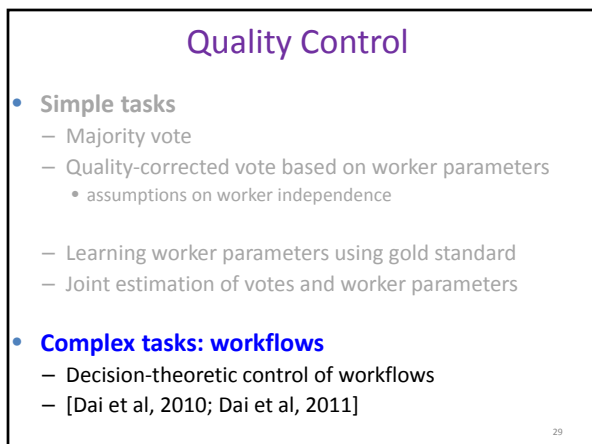 Quality Control
• Simple tasks
– Majority vote
– Quality-corrected vote based on worker parameters
• assumptions on worker independence
– Learning worker parameters using gold standard
– Joint estimation of votes and worker parameters
• Complex tasks: workflows
– Decision-theoretic control of workflows
– [Dai et al, 2010; Dai et al, 2011]
29